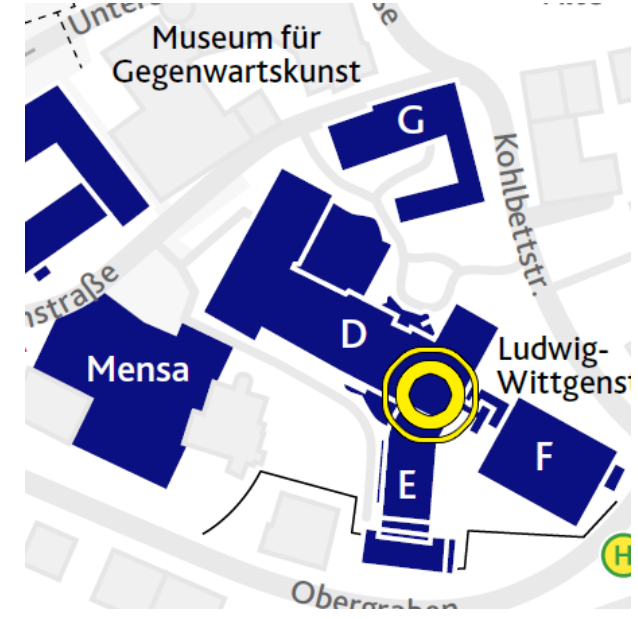 Museum für
Gegenwartskunst
G
Kohlbettstr.
D
Mensa
Ludwig-
E
F
H
Obergraben